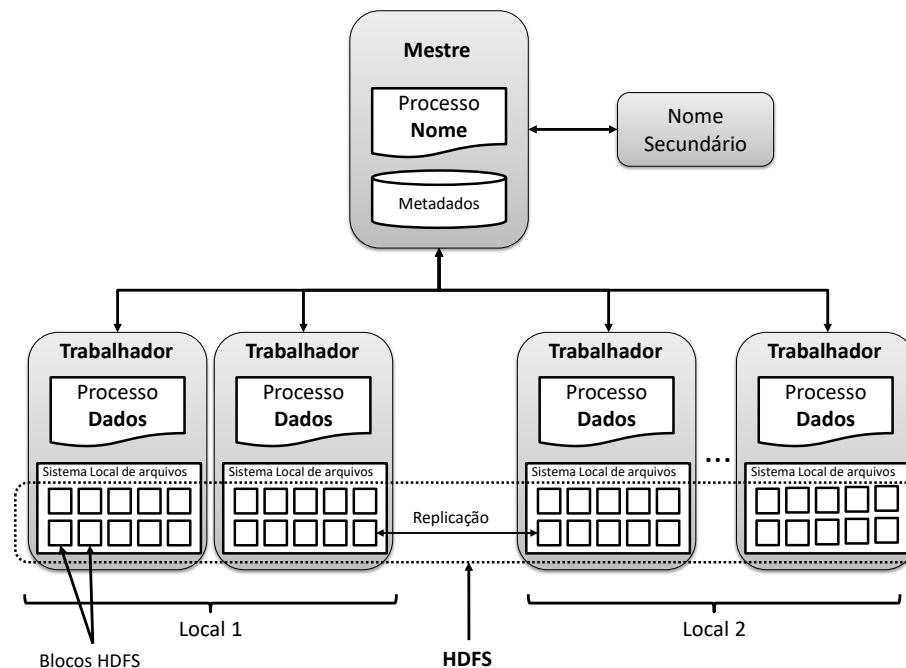 Mestre
Processo
Nome
Metadados
Nome
Secundário
Trabalhador
Processo
Dados
Sistema Local de arquivos
Trabalhador
Processo
Dados
Sistema Local de arquivos
Trabalhador
Processo
Dados
Sistema Local de arquivos
...
Trabalhador
Processo
Dados
Sistema Local de arquivos
Replicação
Local 1
Local 2
Blocos HDFS
HDFS